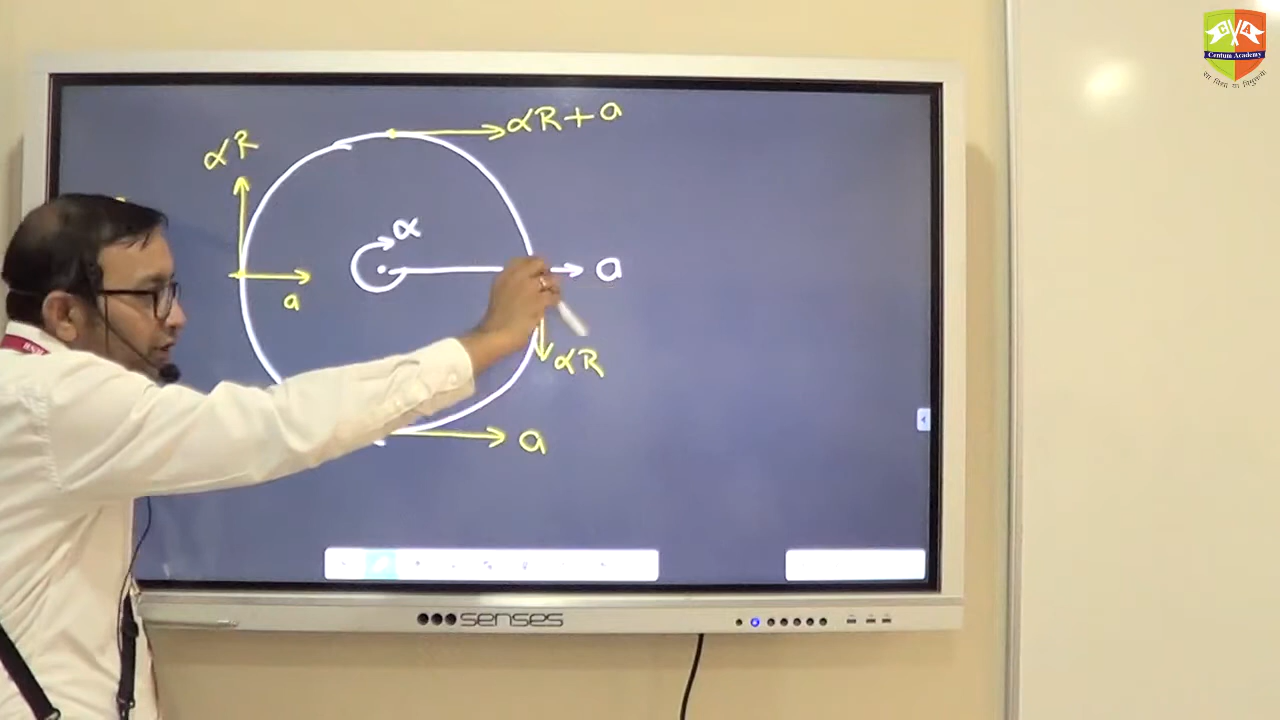 αR + a
αR
α
a
a
αR
a
senses
C A
Centum Academy